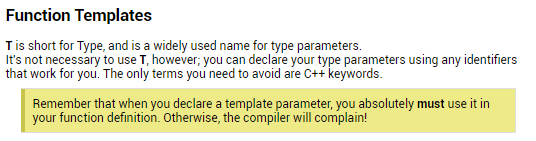 Function Templates
T is short for Type, and is a widely used name for type parameters.
It's not necessary to use T, however; you can declare your type parameters using any identifiers
that work for you. The only terms you need to avoid are C++ keywords.
Remember that when you declare a template parameter, you absolutely must use it in
your function definition. Otherwise, the compiler will complain!